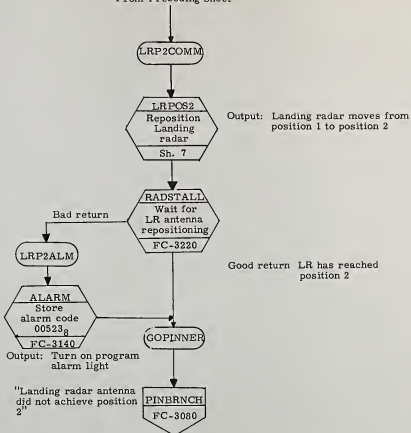 From Preceding Sheet
LRP2COMM
LRPOS2
Reposition
Landing
radar
Sh. 7
Output: Landing radar moves from
position 1 to position 2
RADSTALL
Wait for
LR antenna
repositioning
FC-3220
Bad return
LRP2ALM
Good return LR has reached
position 2
ALARM
Store
alarm code
00523₈
FC-3140
GOPINNER
Output: Turn on program
alarm light
"Landing radar antenna
did not achieve position
2"
PINBRNCH
FC-3080